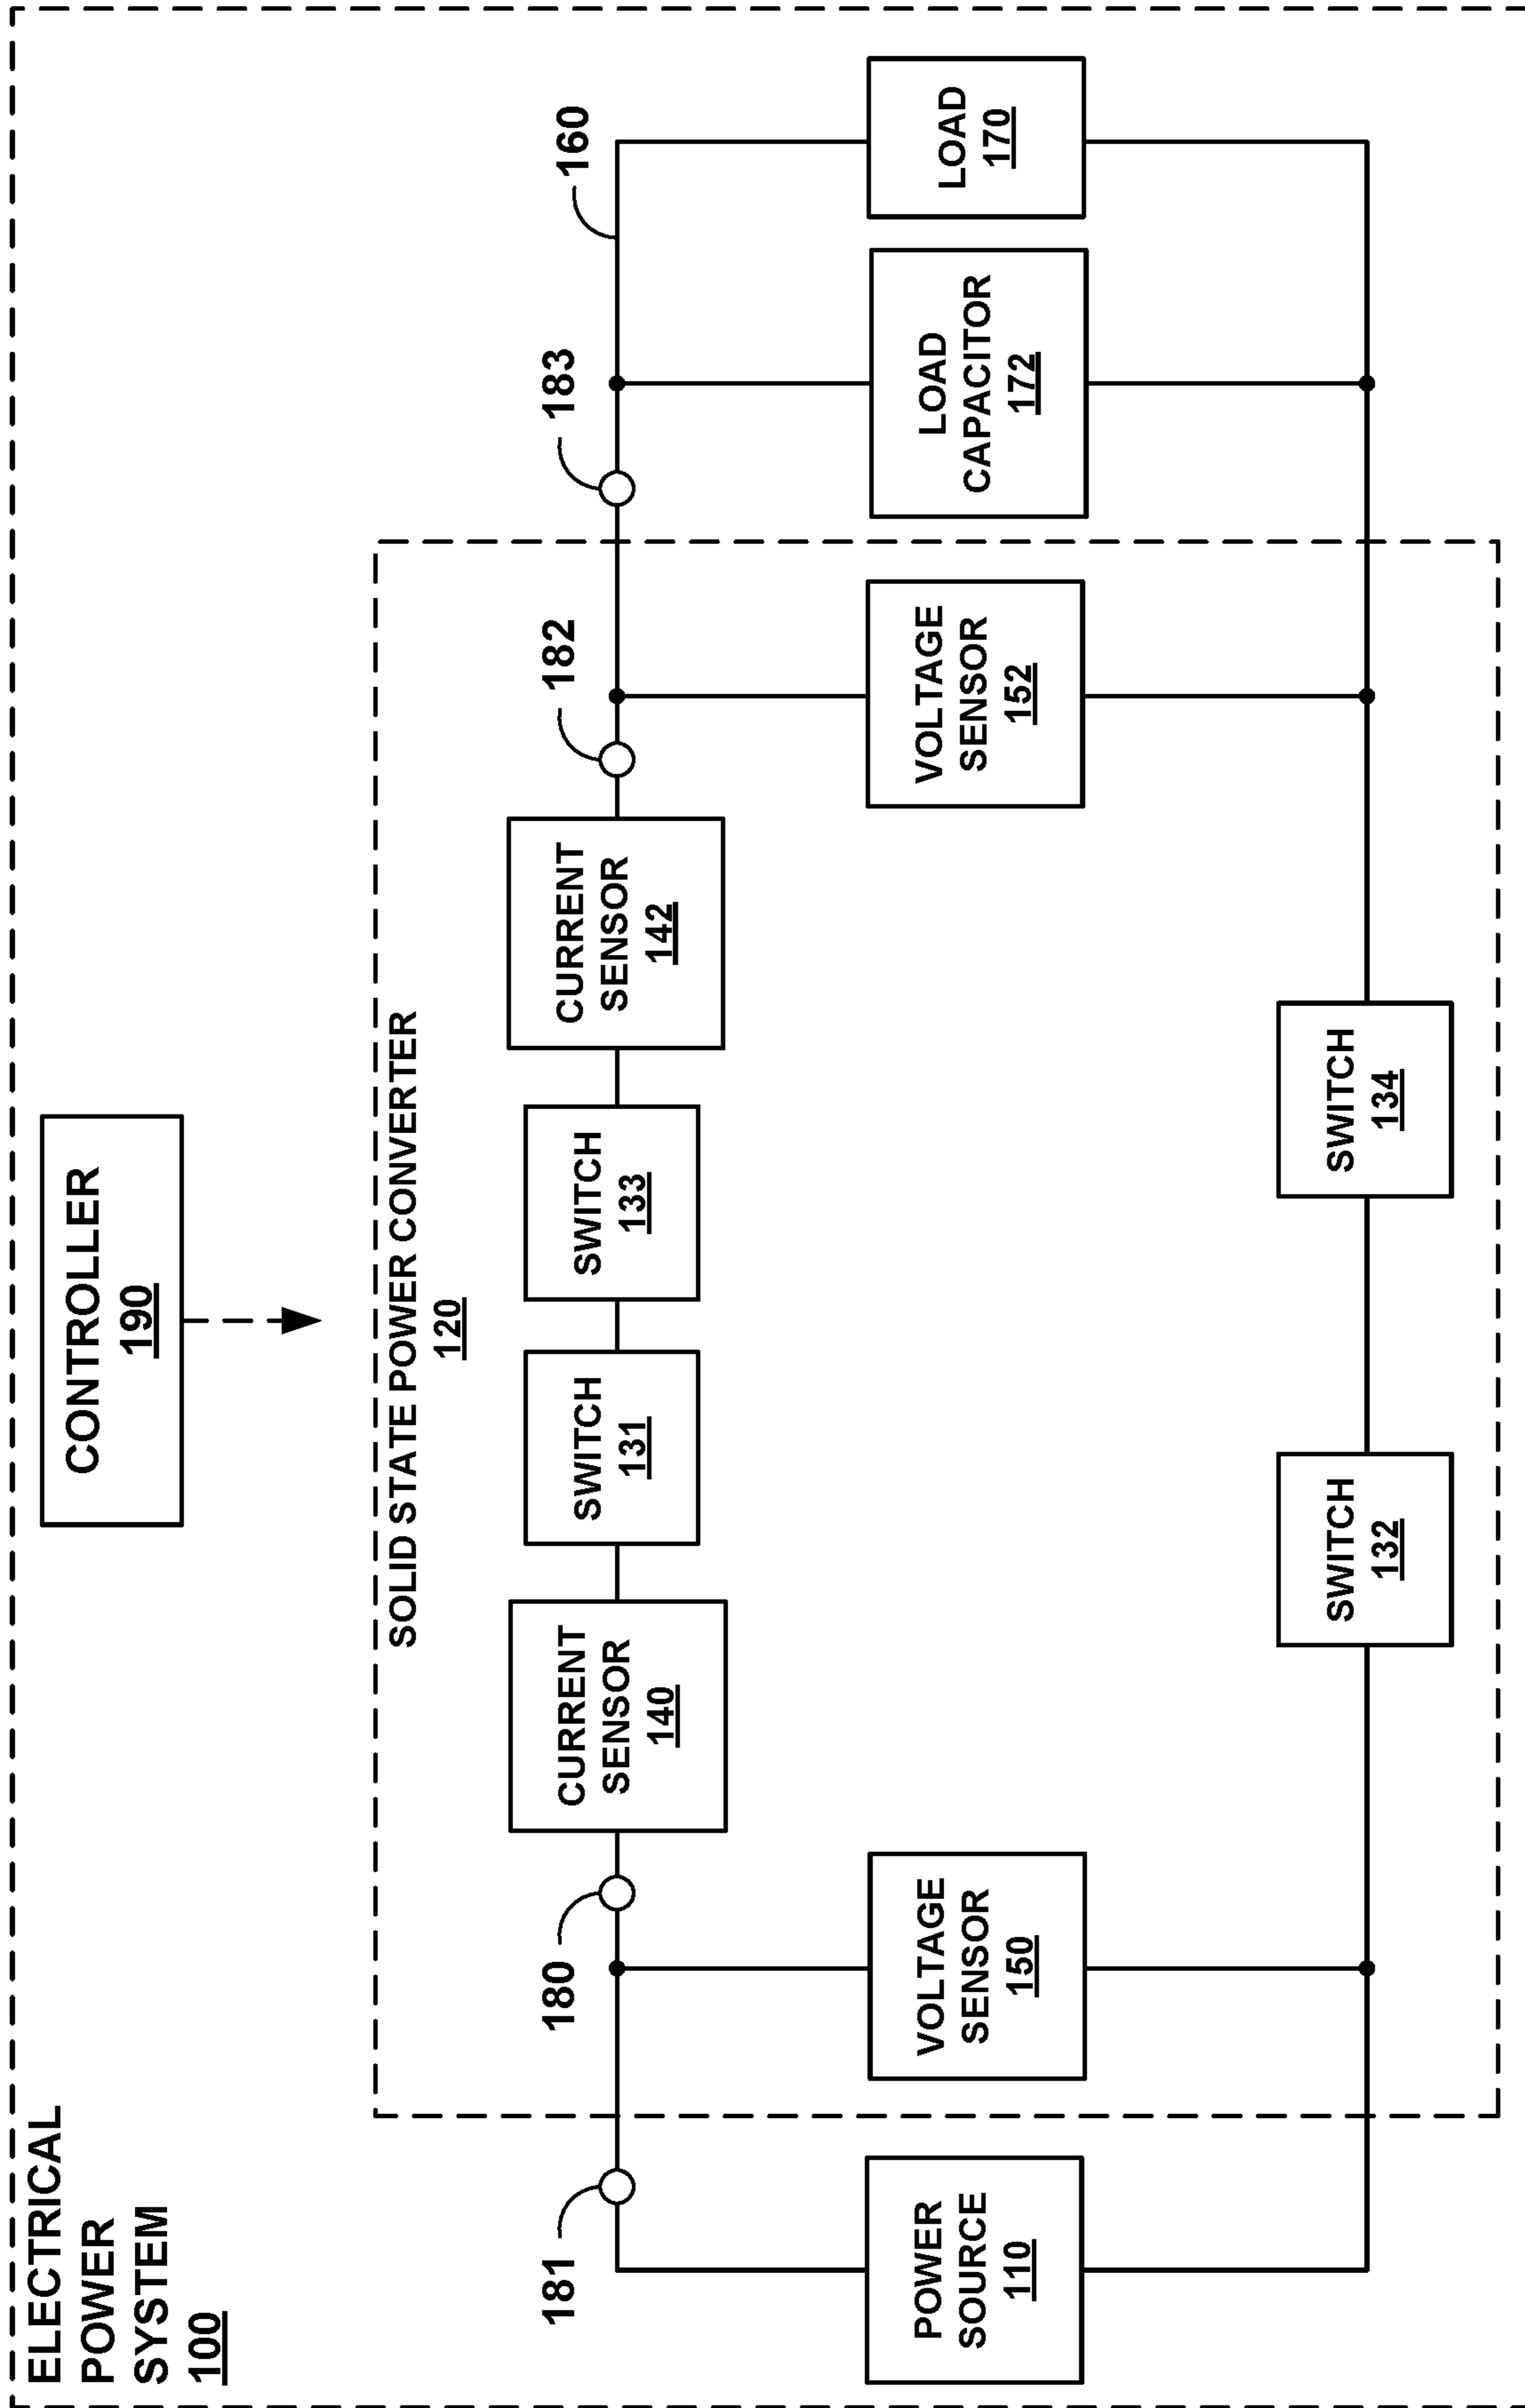 ELECTRICAL
POWER
SYSTEM
100
CONTROLLER
190
SOLID STATE POWER CONVERTER
120
181
180
182
183
160
CURRENT
SENSOR
140
SWITCH
131
SWITCH
133
CURRENT
SENSOR
142
POWER
SOURCE
110
VOLTAGE
SENSOR
150
VOLTAGE
SENSOR
152
LOAD
CAPACITOR
172
LOAD
170
SWITCH
132
SWITCH
134